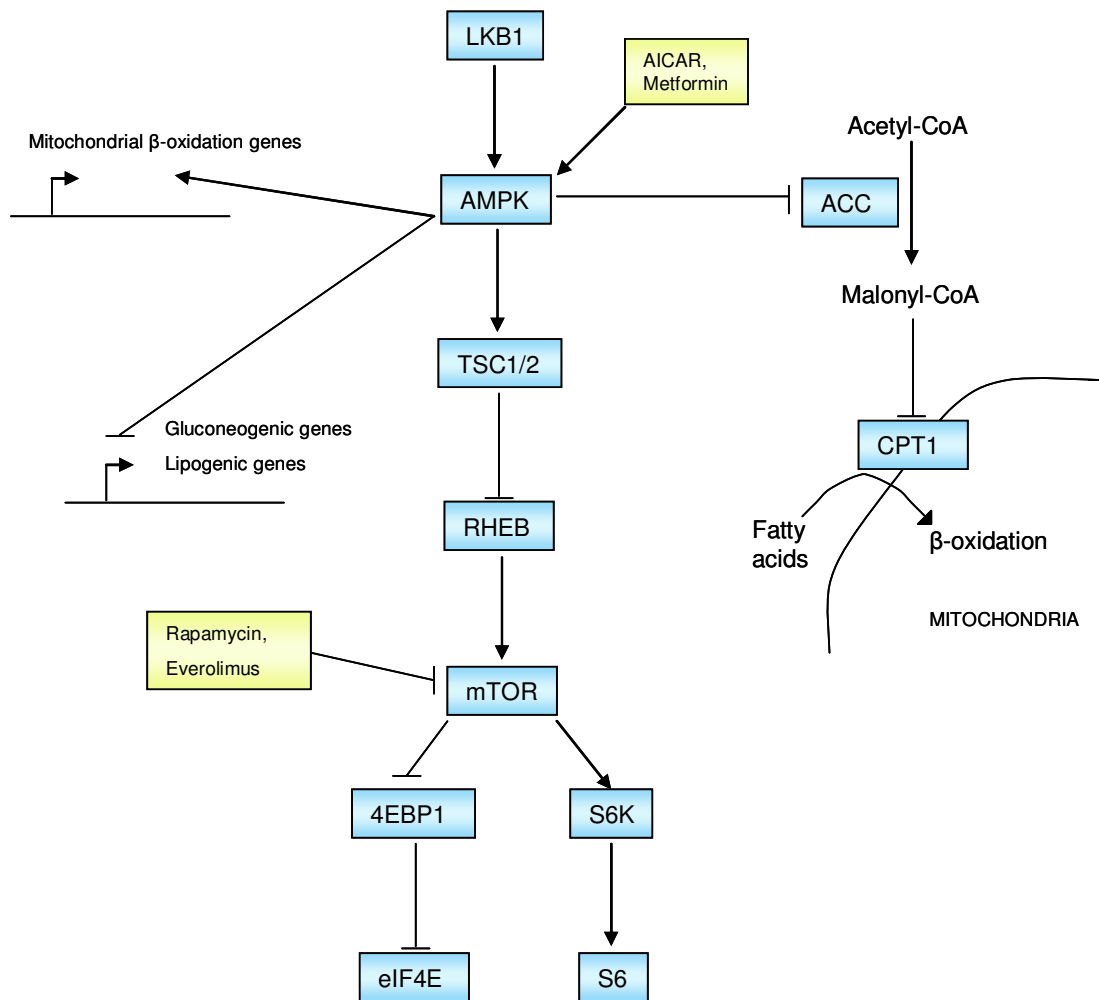 LKB1
AICAR,
Metformin
Acetyl-CoA
Mitochondrial β-oxidation genes
AMPK
ACC
Malonyl-CoA
TSC1/2
Gluconeogenic genes
Lipogenic genes
CPT1
RHEB
Fatty
acids
β-oxidation
MITOCHONDRIA
Rapamycin,
Everolimus
mTOR
4EBP1
S6K
eIF4E
S6